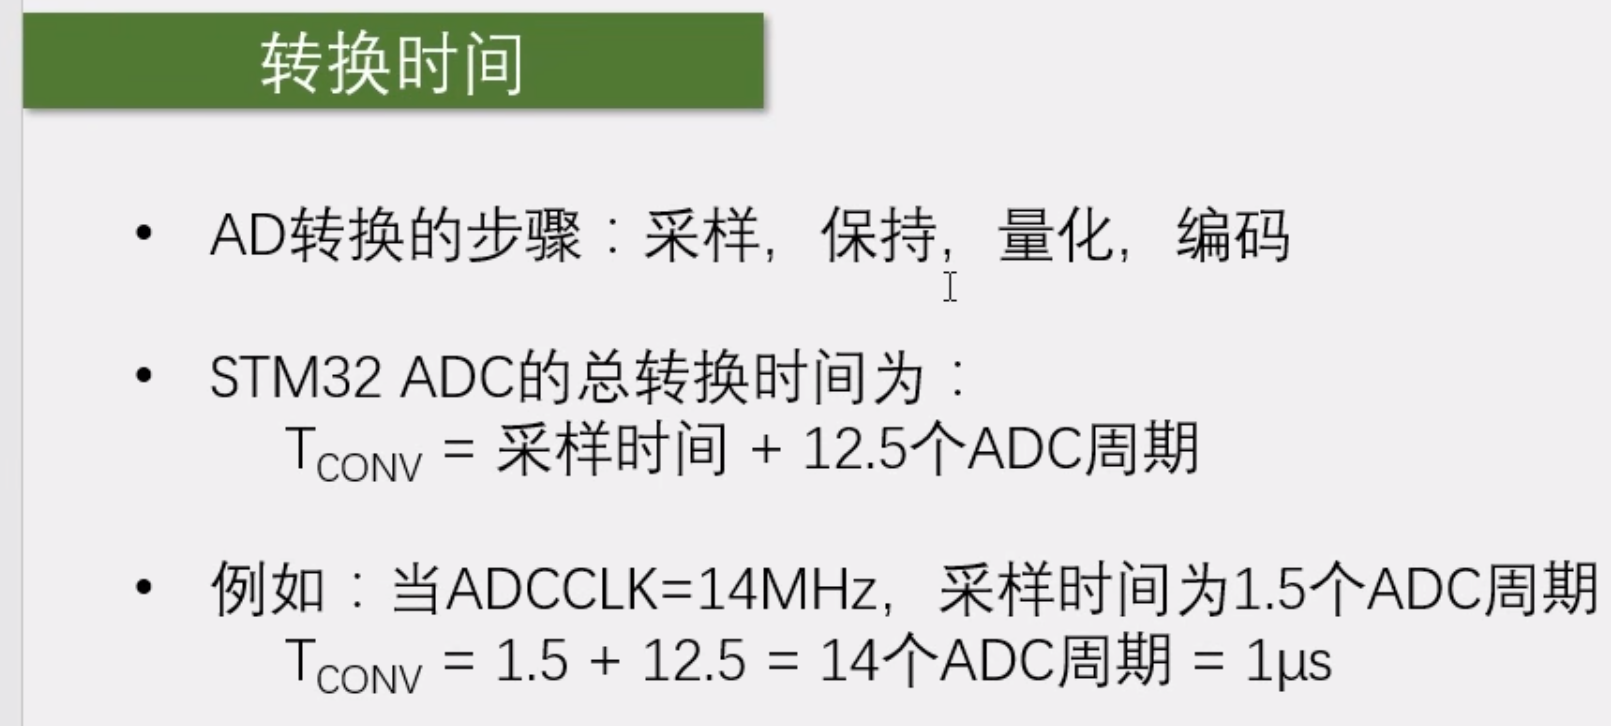 转换时间
• AD转换的步骤：采样，保持，量化，编码
• STM32 ADC的总转换时间为：
TCONV = 采样时间 + 12.5个ADC周期
• 例如：当ADCCLK=14MHz，采样时间为1.5个ADC周期
TCONV = 1.5 + 12.5 = 14个ADC周期 = 1μs